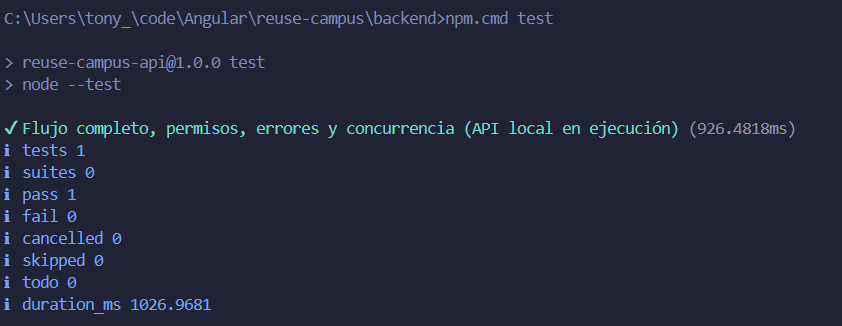 C:\Users\tony_\code\Angular\reuse-campus\backend>npm.cmd test
> reuse-campus-api@1.0.0 test
> node --test
✔ Flujo completo, permisos, errores y concurrencia (API local en ejecución) (926.4818ms)
ℹ tests 1
ℹ suites 0
ℹ pass 1
ℹ fail 0
ℹ cancelled 0
ℹ skipped 0
ℹ todo 0
ℹ duration_ms 1026.9681